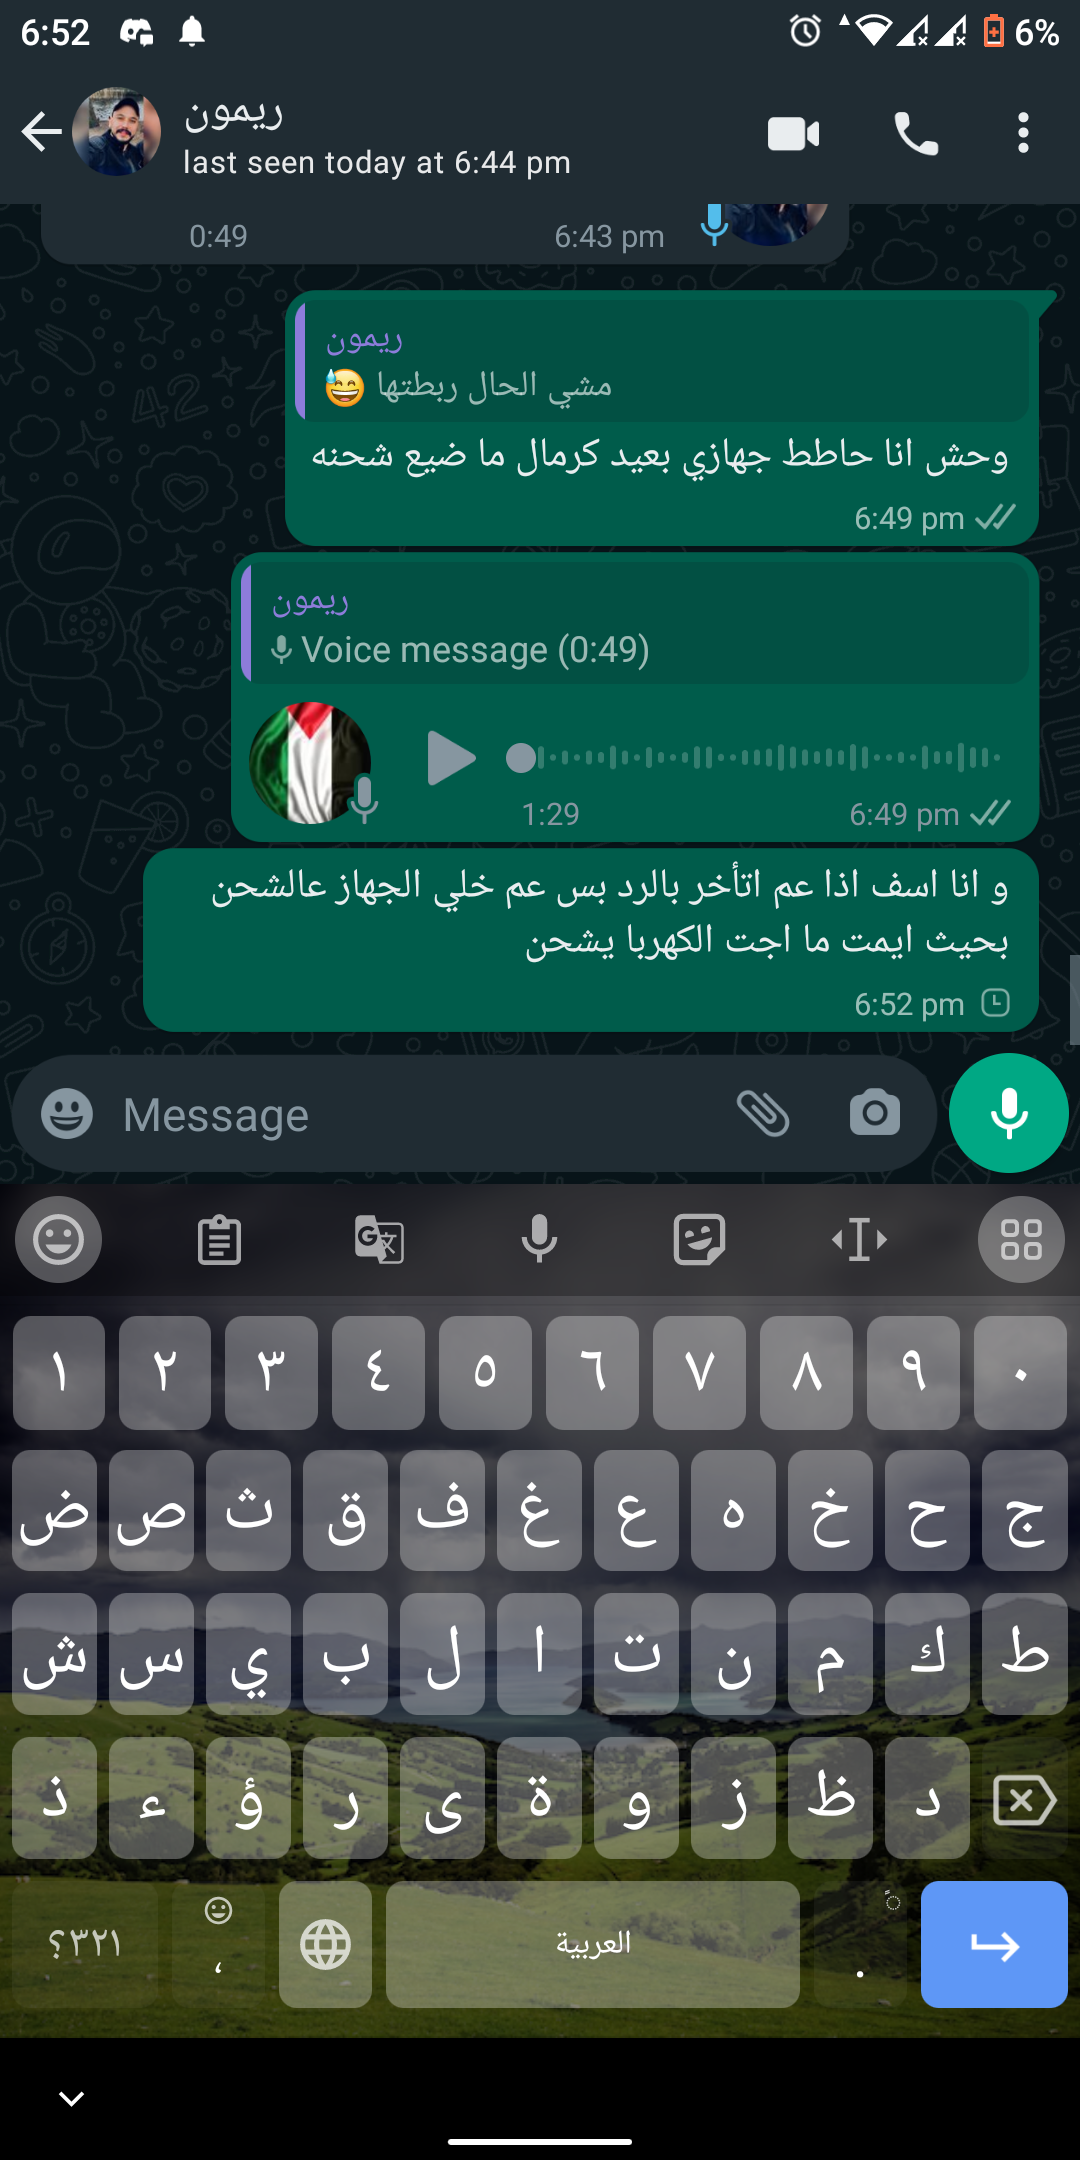 6:52
6%
ريمون
last seen today at 6:44 pm
0:49
6:43 pm
ريمون
مشي الحال ربطتها 😅
وحش انا حاطط جهازي بعيد كرمال ما ضيع شحنه
6:49 pm
ريمون
Voice message (0:49)
1:29
6:49 pm
و انا اسف اذا عم اتأخر بالرد بس عم خلي الجهاز عالشحن
بحيث ايمت ما اجت الكهربا يشحن
6:52 pm
Message
١ ٢ ٣ ٤ ٥ ٦ ٧ ٨ ٩ ٠
ض ص ث ق ف غ ع ه خ ح ج
ش س ي ب ل ا ت ن م ك ط
ذ ء ؤ ر ى ة و ز ظ د
٣٢١؟
،
العربية
.